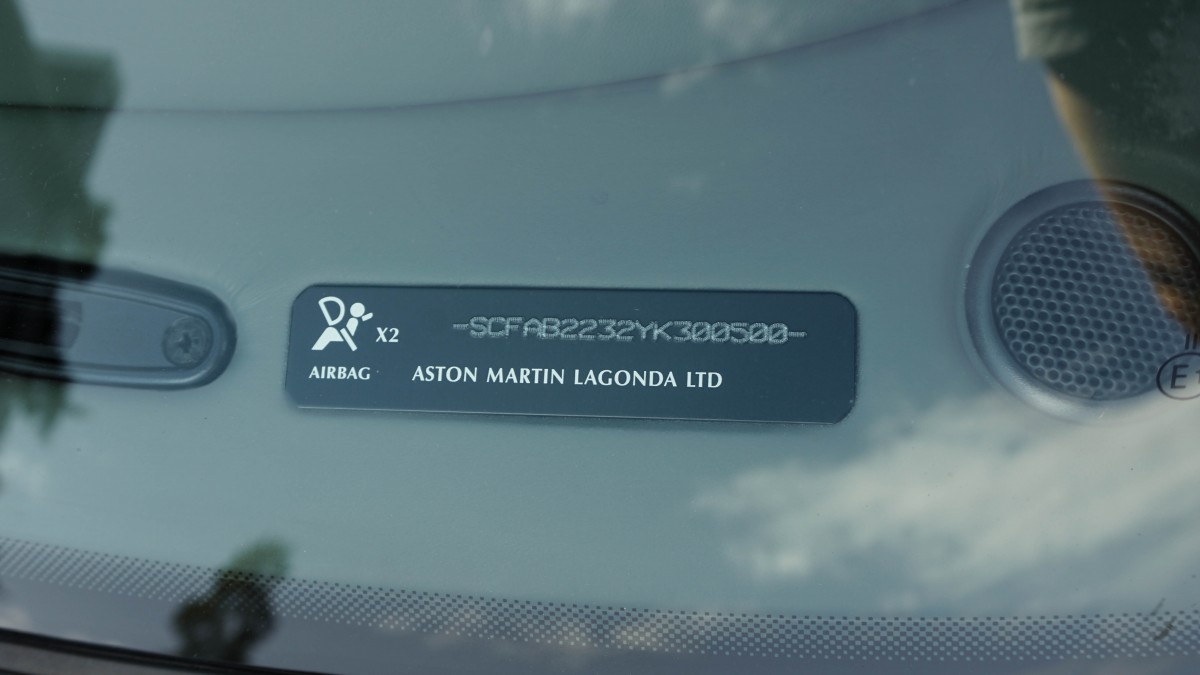 X2 -SCFAB2232YK300500-
AIRBAG ASTON MARTIN LAGONDA LTD
E